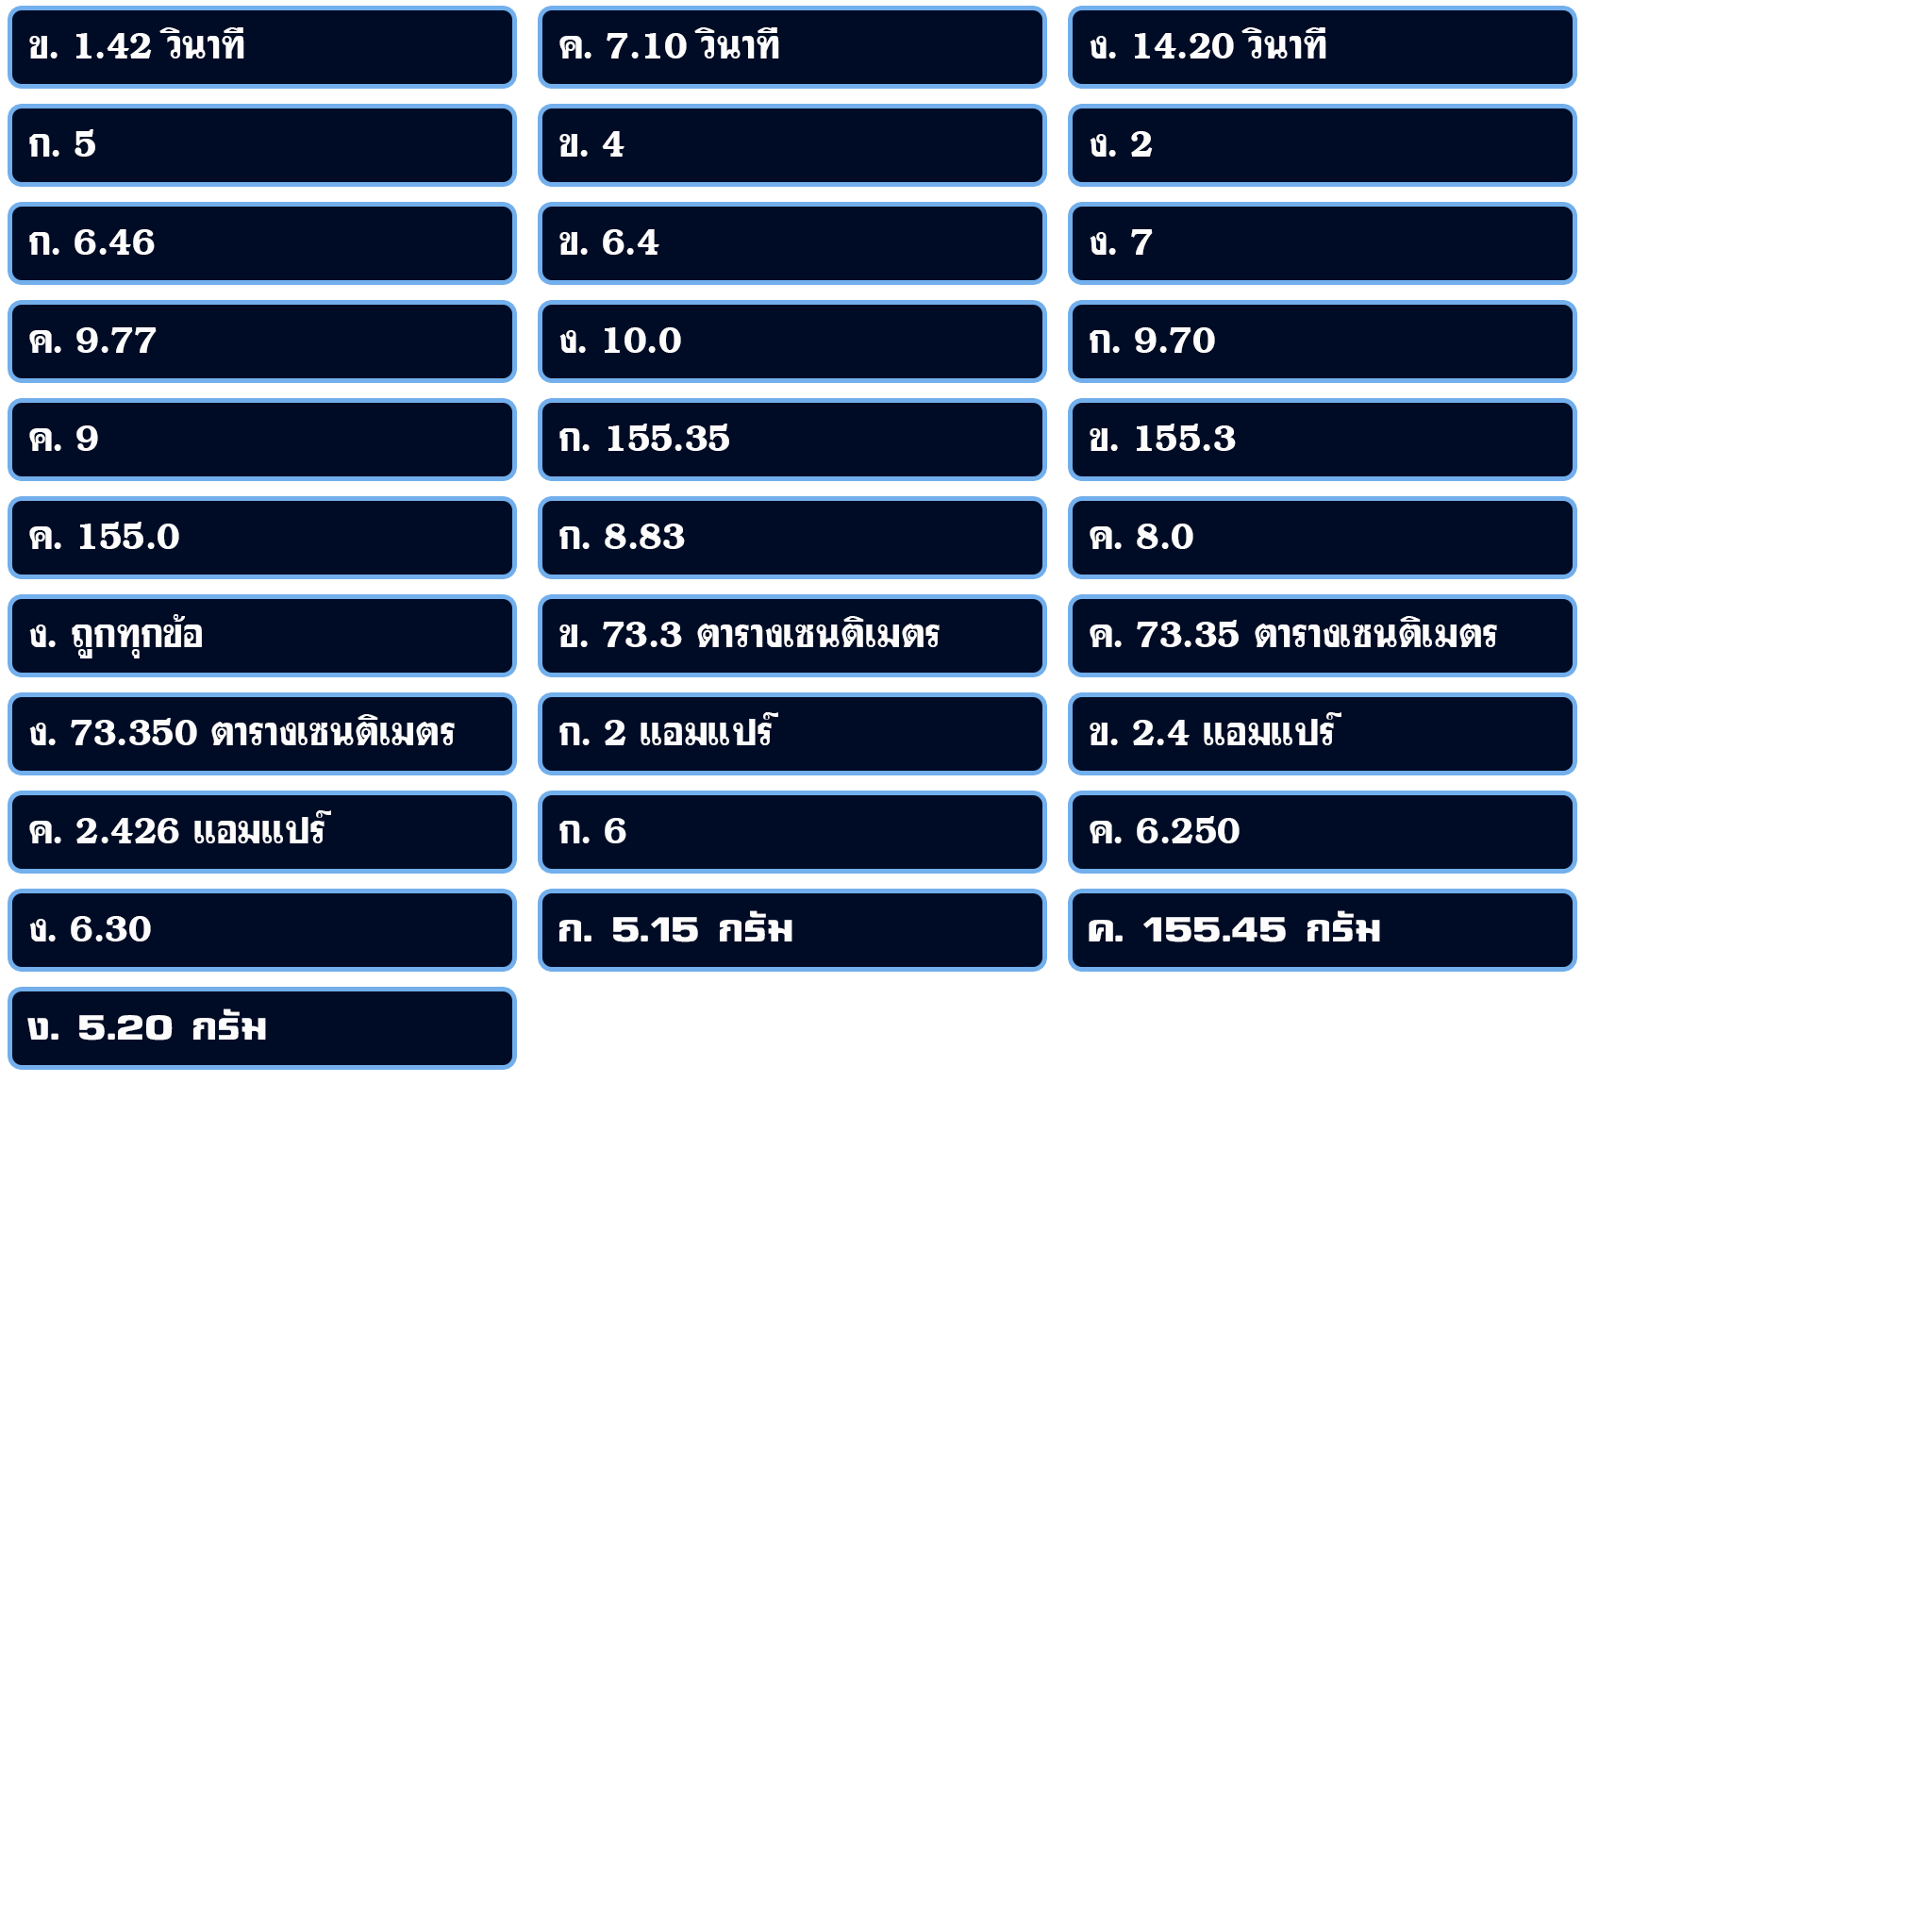 ข. 1.42 วินาที
ค. 7.10 วินาที
ง. 14.20 วินาที
ก. 5
ข. 4
ง. 2
ก. 6.46
ข. 6.4
ง. 7
ค. 9.77
ง. 10.0
ก. 9.70
ค. 9
ก. 155.35
ข. 155.3
ค. 155.0
ก. 8.83
ค. 8.0
ง. ถูกทุกข้อ
ข. 73.3 ตารางเซนติเมตร
ค. 73.35 ตารางเซนติเมตร
ง. 73.350 ตารางเซนติเมตร
ก. 2 แอมแปร์
ข. 2.4 แอมแปร์
ค. 2.426 แอมแปร์
ก. 6
ค. 6.250
ง. 6.30
ก. 5.15 กรัม
ค. 155.45 กรัม
ง. 5.20 กรัม